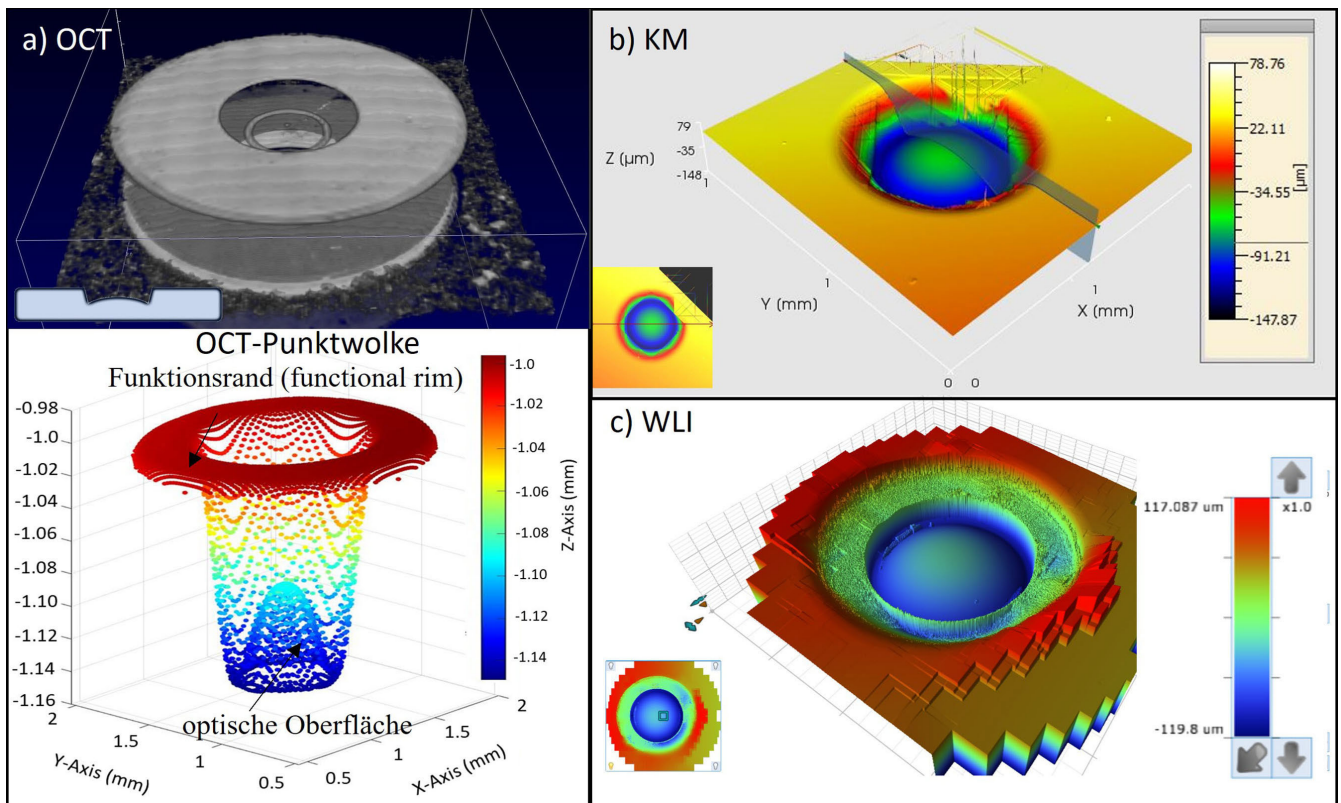 a) OCT
OCT-Punktwolke
Funktionsrand (functional rim)
-0.98
-1.0
-1.02
-1.04
-1.06
-1.08
-1.10
-1.12
-1.14
-1.16
2
1.5
1
0.5
Y-Axis (mm)
0.5
1
1.5
2
X-Axis (mm)
optische Oberfläche
-1.0
-1.02
-1.04
-1.06
-1.08
-1.10
-1.12
-1.14
Z-Axis (mm)
b) KM
79
-35
-148
Z (µm)
1
1
Y (mm)
1
X (mm)
0 0
78.76
22.11
-34.55
-91.21
-147.87
[µm]
c) WLI
117.087 um
x1.0
-119.8 um